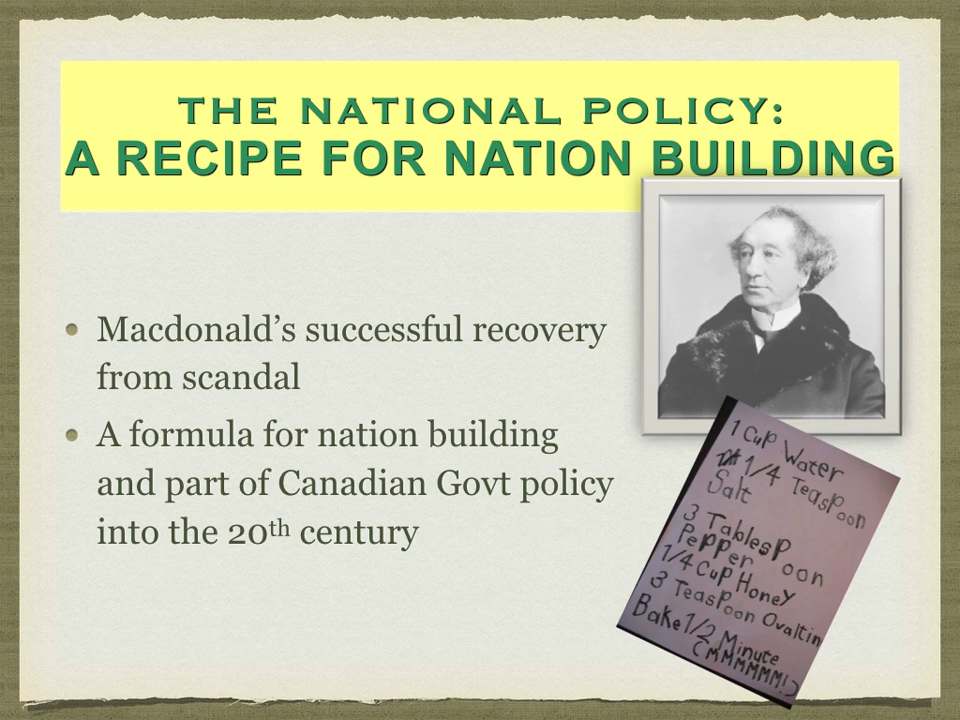 THE NATIONAL POLICY:
A RECIPE FOR NATION BUILDING
• Macdonald’s successful recovery
from scandal
• A formula for nation building
and part of Canadian Govt policy
into the 20th century
1 Cup Water
1/4 Teaspoon
Salt
3 Tablespoon
Pepper
1/4 Cup Honey
3 Teaspoon Ovaltin
Bake 1/2 Minute
(MMMMMM!)